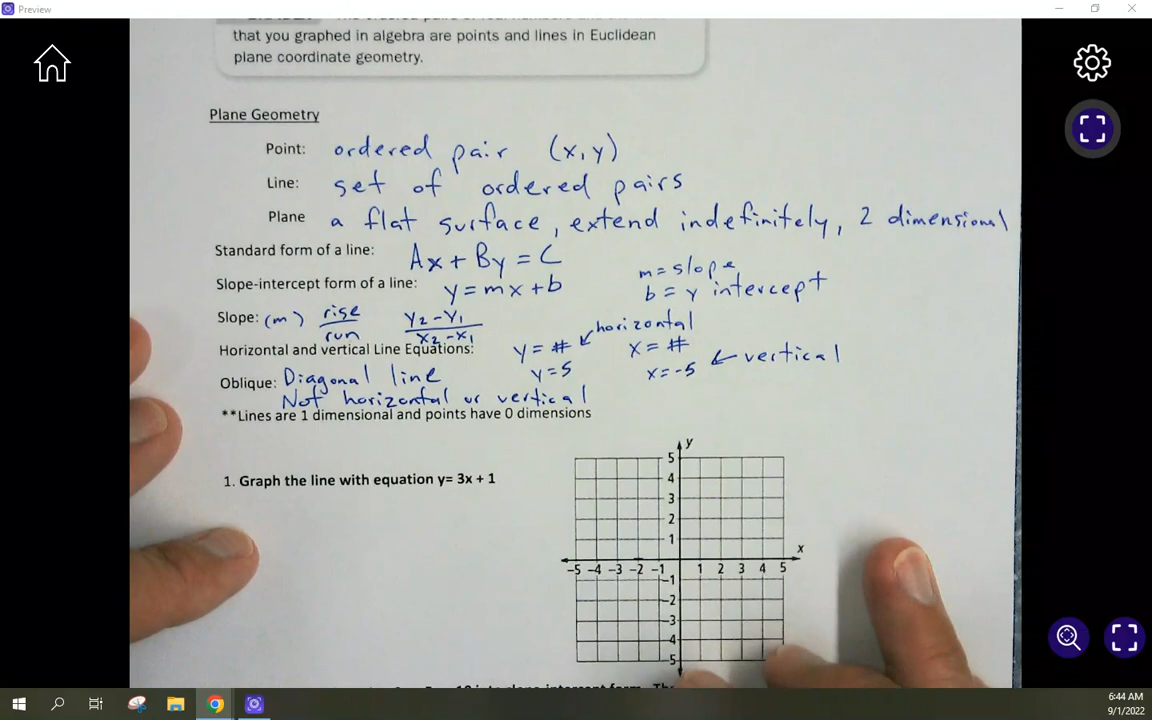 Preview
that you graphed in algebra are points and lines in Euclidean
plane coordinate geometry.
Plane Geometry
Point: ordered pair (x,y)
Line: set of ordered pairs
Plane a flat surface, extend indefinitely, 2 dimensional
Standard form of a line: Ax + By = C
Slope-intercept form of a line: y = mx + b
m = slope
b = y intercept
Slope: (m) rise/run y₂-y₁/x₂-x₁
Horizontal and vertical Line Equations: y = # ↙ horizontal x = # ← vertical
y = 5 x = -5
Oblique: Diagonal line
Not horizontal or vertical
**Lines are 1 dimensional and points have 0 dimensions
1. Graph the line with equation y= 3x + 1
y
5
4
3
2
1
x
-5 -4 -3 -2 -1 1 2 3 4 5
-1
-2
-3
-4
-5
6:44 AM
9/1/2022